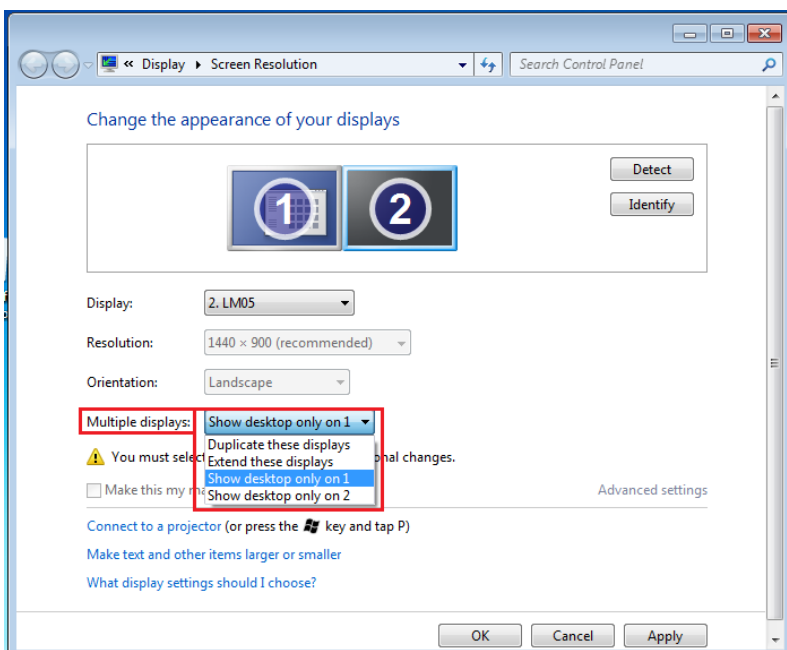 « Display ▸ Screen Resolution
Search Control Panel
Change the appearance of your displays
1 2
Detect
Identify
Display: 2. LM05
Resolution: 1440 × 900 (recommended)
Orientation: Landscape
Multiple displays: Show desktop only on 1
Duplicate these displays
You must select Extend these displays nal changes.
Show desktop only on 1
Make this my Show desktop only on 2 Advanced settings
Connect to a projector (or press the key and tap P)
Make text and other items larger or smaller
What display settings should I choose?
OK Cancel Apply